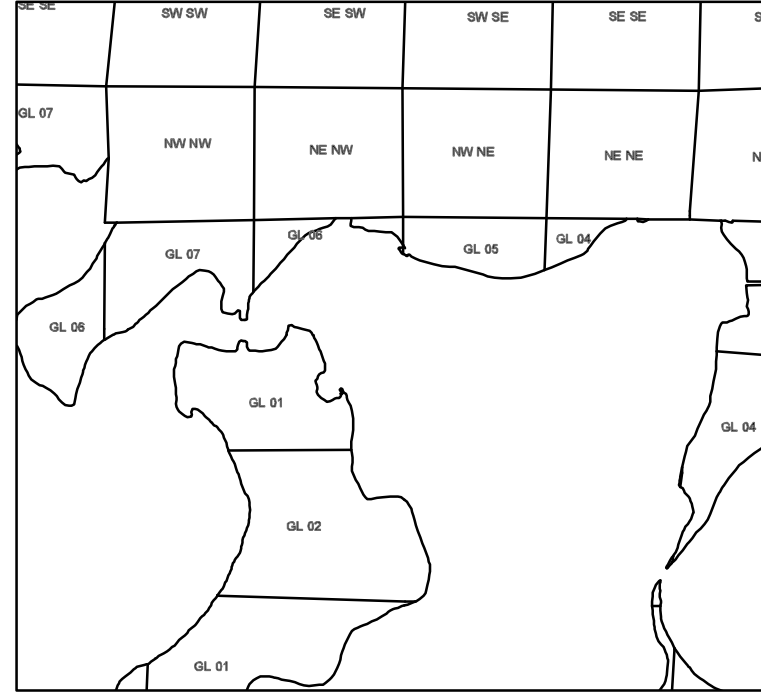 SE SE
SW SW
SE SW
SW SE
SE SE
S
GL 07
NW NW
NE NW
NW NE
NE NE
N
GL 07
GL 06
GL 05
GL 04
GL 06
GL 01
GL 04
GL 02
GL 01